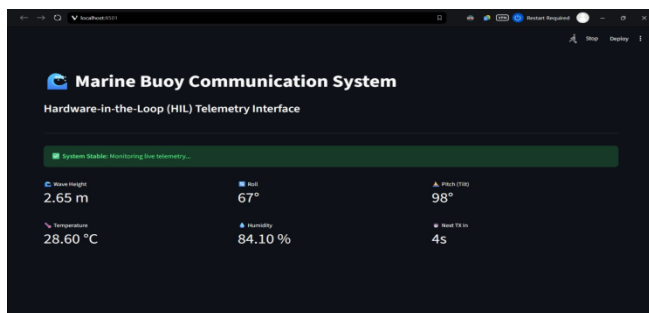 localhost:8501
VPN
Restart Required
Stop Deploy
Marine Buoy Communication System
Hardware-in-the-Loop (HIL) Telemetry Interface
System Stable: Monitoring live telemetry...
Wave Height
2.65 m
Roll
67°
Pitch (Tilt)
98°
Temperature
28.60 °C
Humidity
84.10 %
Next TX In
4s